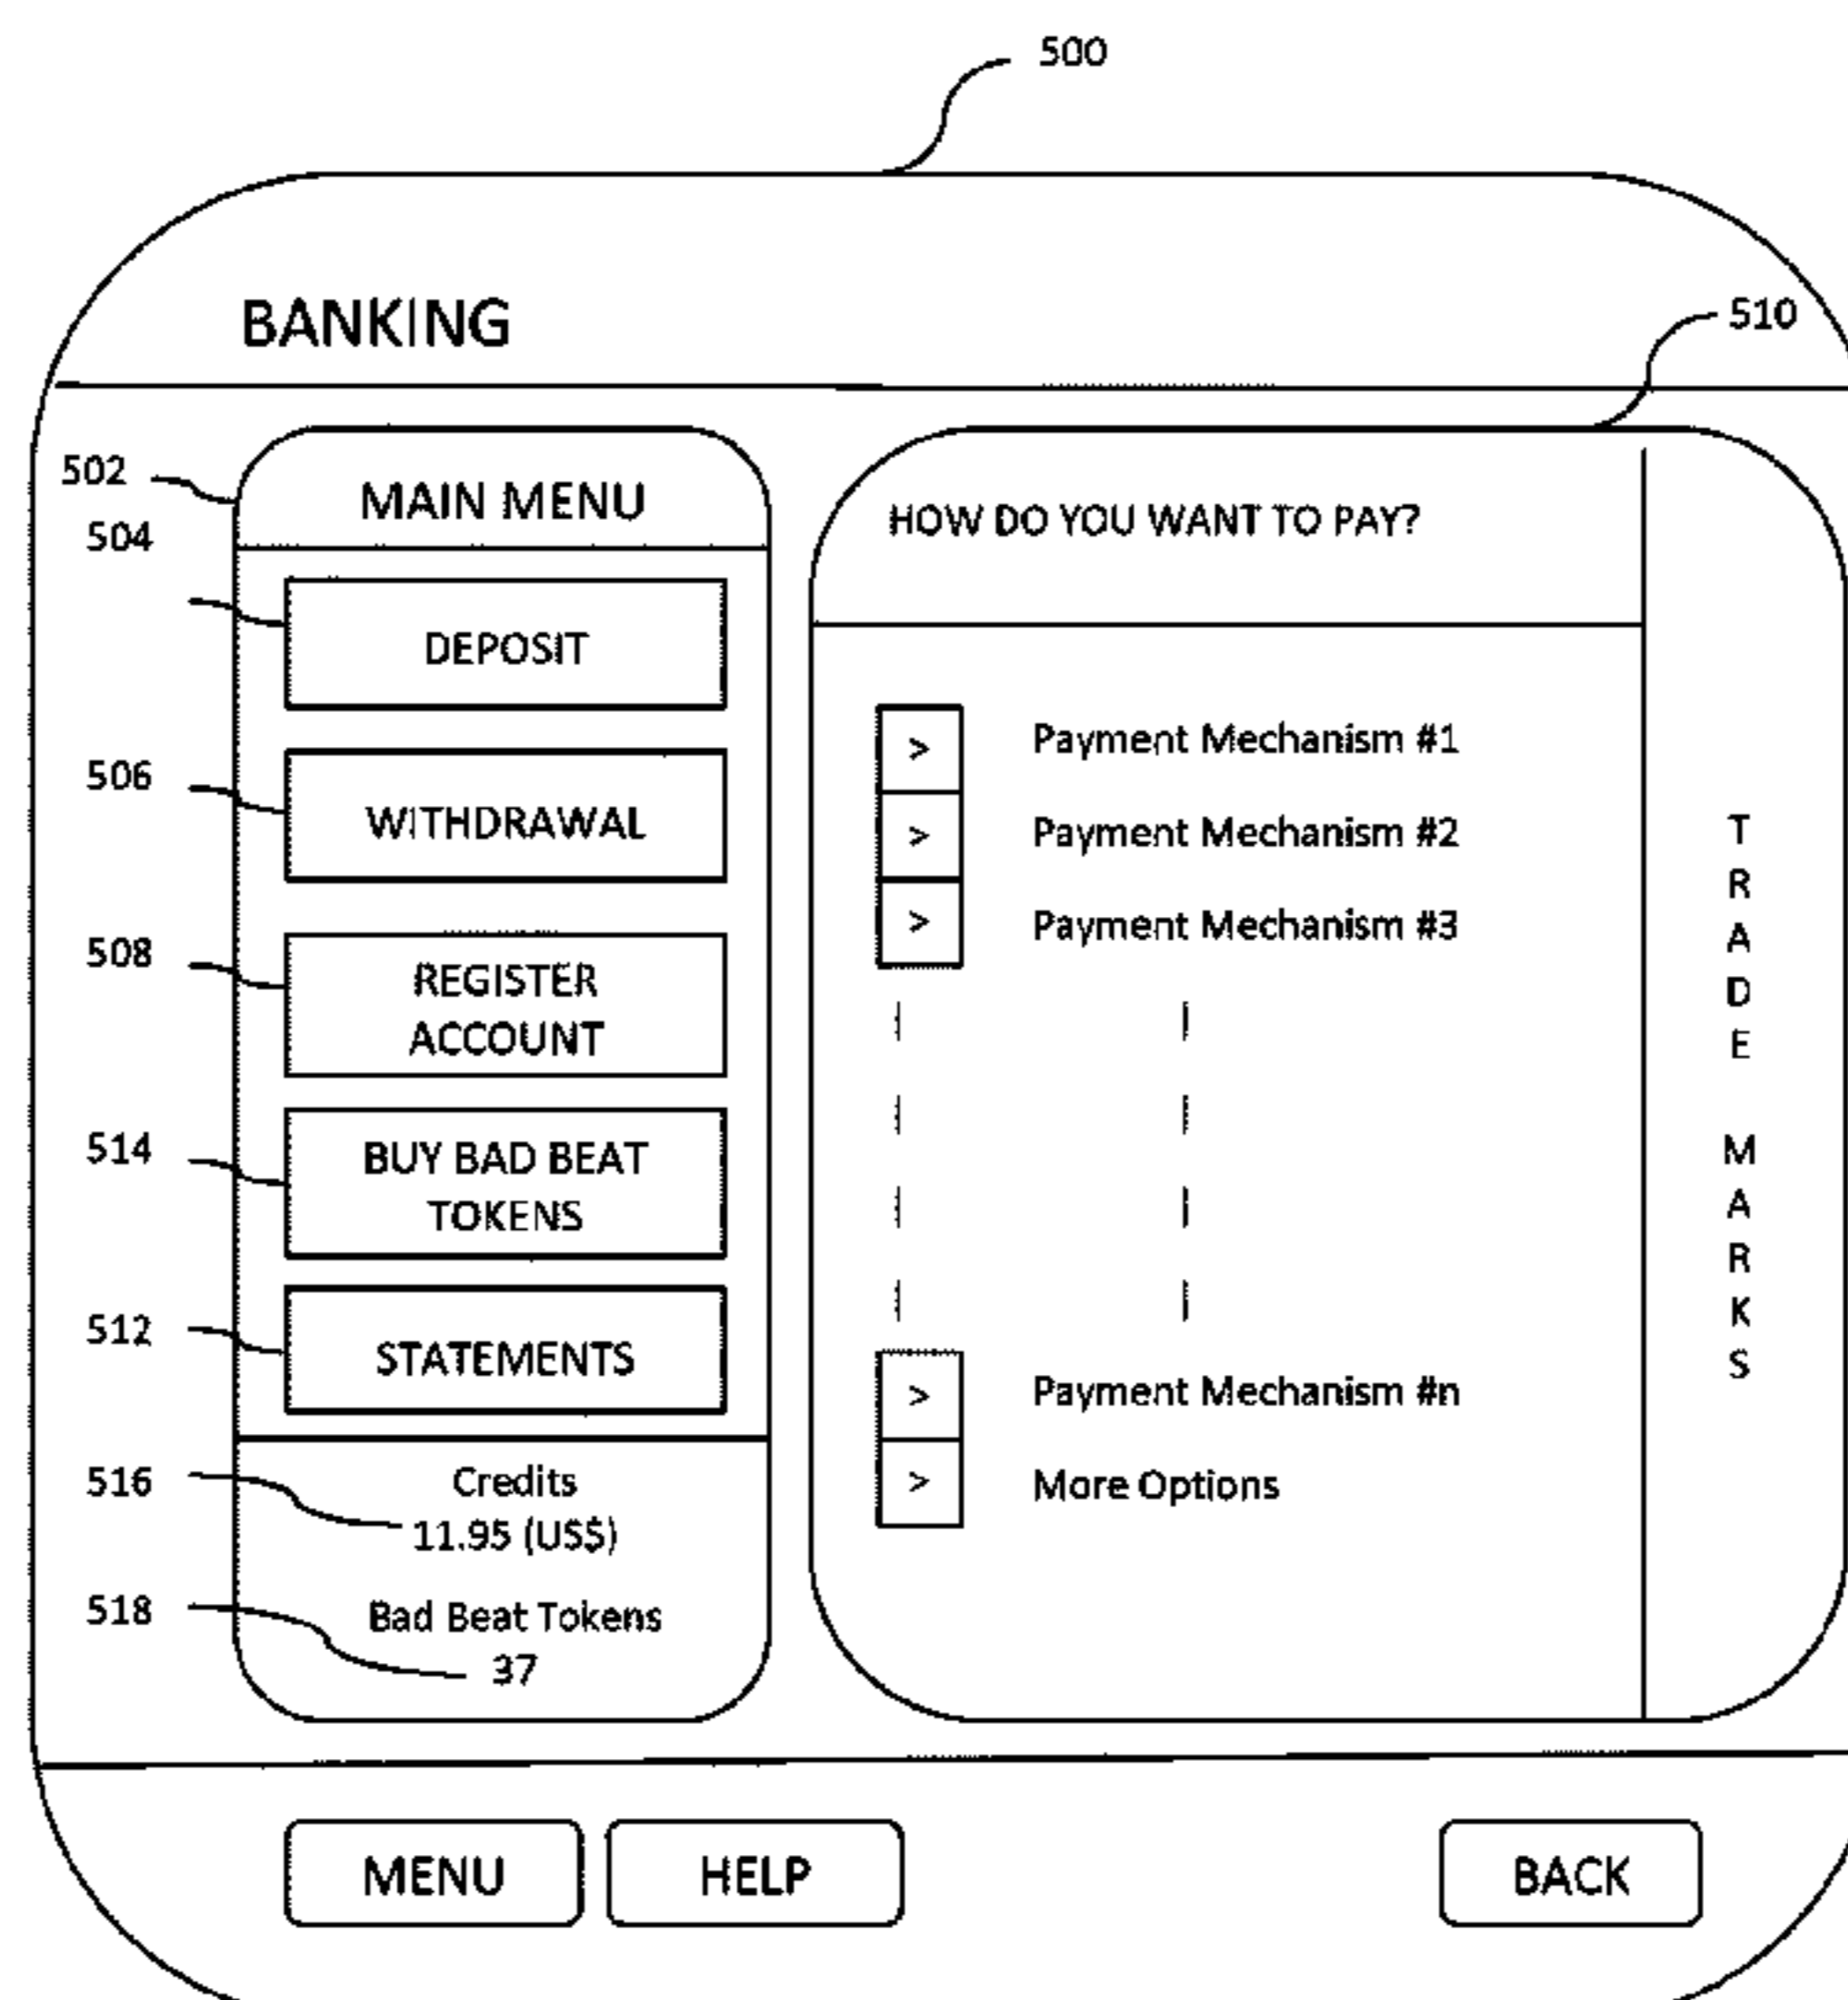 500
BANKING
510
502
MAIN MENU
504
DEPOSIT
506
WITHDRAWAL
508
REGISTER
ACCOUNT
514
BUY BAD BEAT
TOKENS
512
STATEMENTS
516
Credits
11.95 (US$)
518
Bad Beat Tokens
37
HOW DO YOU WANT TO PAY?
> Payment Mechanism #1
> Payment Mechanism #2
> Payment Mechanism #3
> Payment Mechanism #n
> More Options
TRADE MARKS
MENU
HELP
BACK